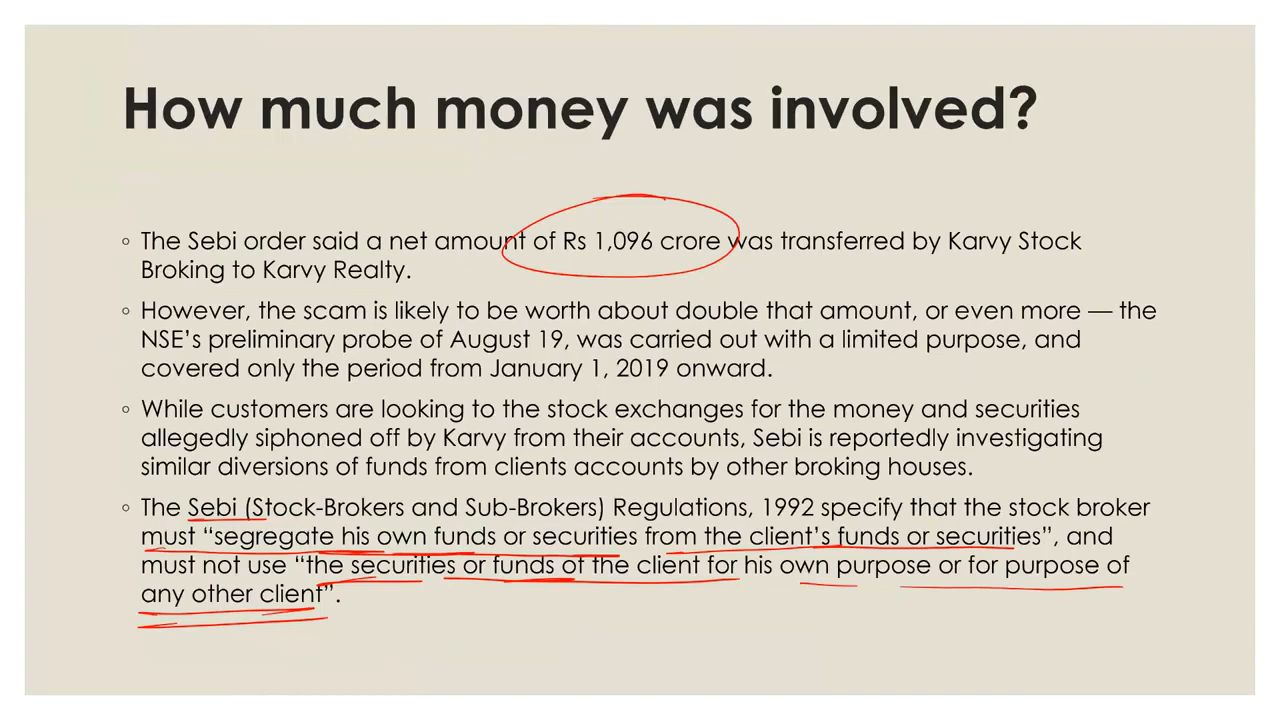 How much money was involved?
◦ The Sebi order said a net amount of Rs 1,096 crore was transferred by Karvy Stock
Broking to Karvy Realty.
◦ However, the scam is likely to be worth about double that amount, or even more — the
NSE’s preliminary probe of August 19, was carried out with a limited purpose, and
covered only the period from January 1, 2019 onward.
◦ While customers are looking to the stock exchanges for the money and securities
allegedly siphoned off by Karvy from their accounts, Sebi is reportedly investigating
similar diversions of funds from clients accounts by other broking houses.
◦ The Sebi (Stock-Brokers and Sub-Brokers) Regulations, 1992 specify that the stock broker
must “segregate his own funds or securities from the client’s funds or securities”, and
must not use “the securities or funds of the client for his own purpose or for purpose of
any other client”.